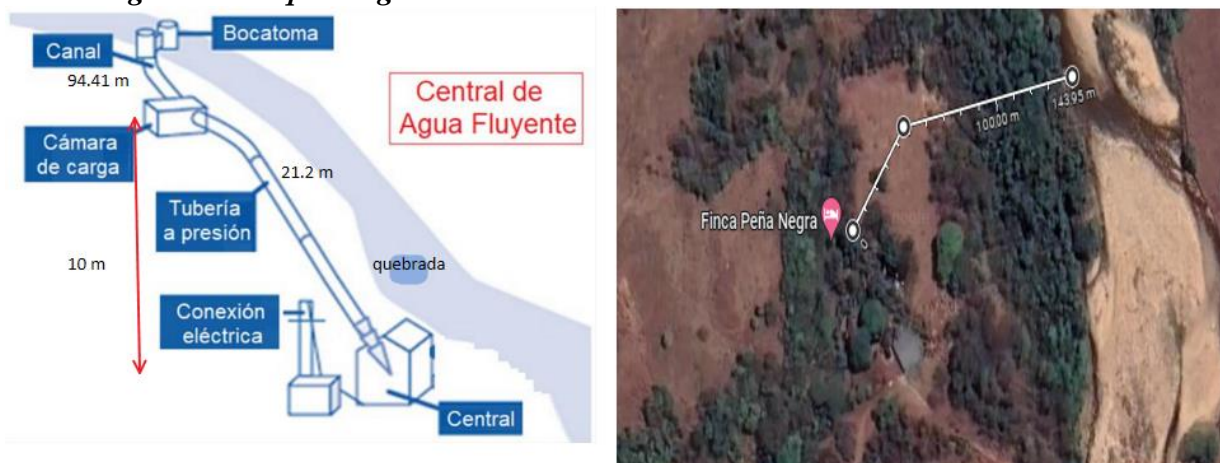 Bocatoma
Canal
94.41 m
Central de
Agua Fluyente
Cámara
de carga
21.2 m
Tubería
a presión
10 m
quebrada
Conexión
eléctrica
Central
143.95 m
100.00 m
Finca Peña Negra
0